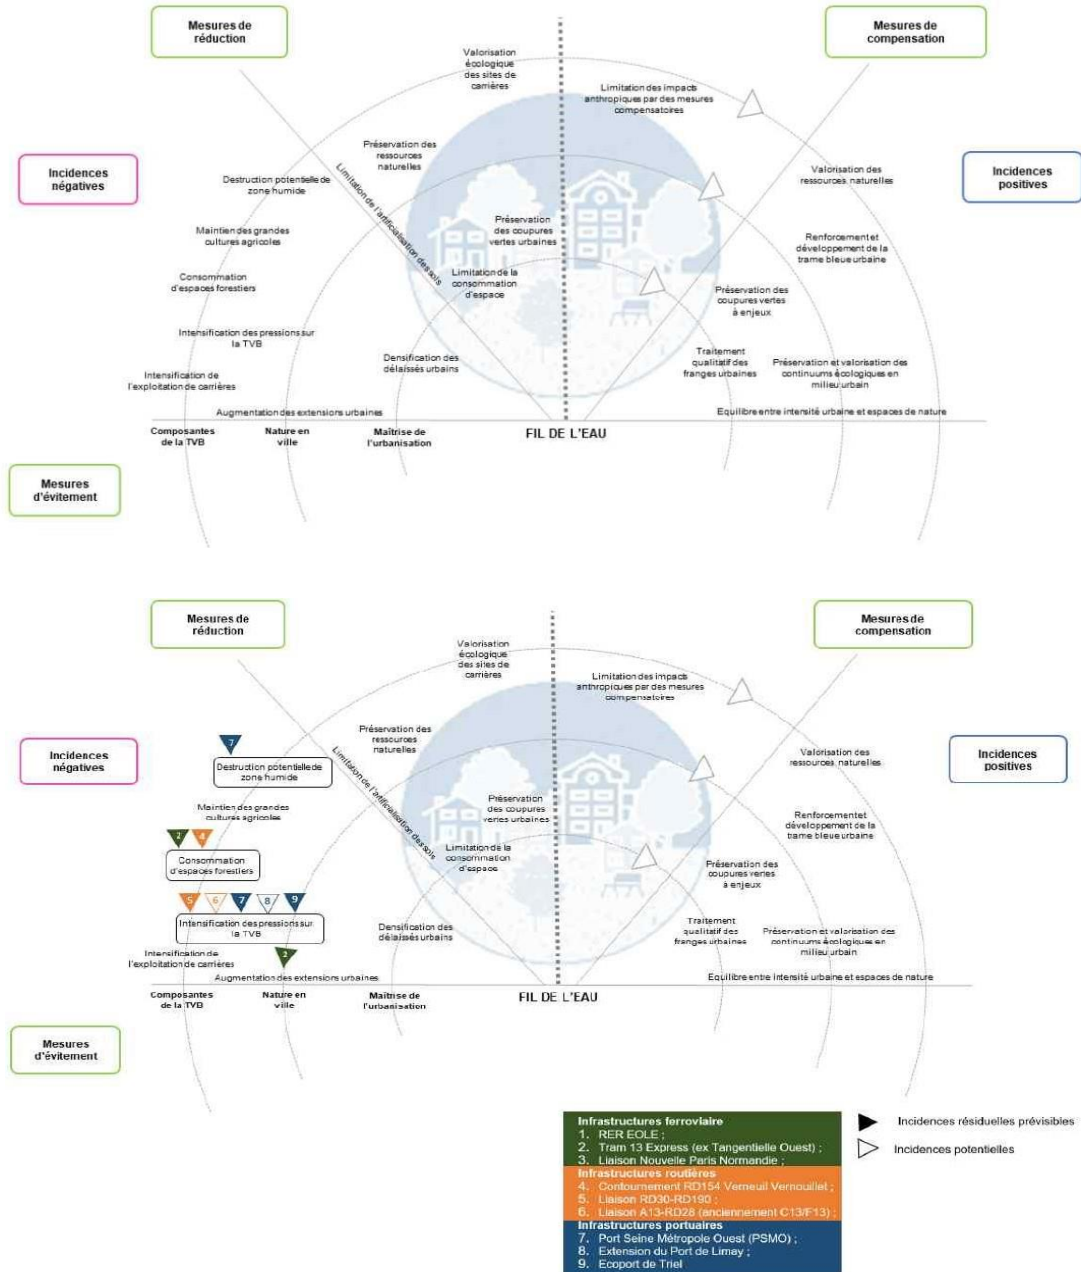 Mesures de
réduction
Mesures de
compensation
Valorisation
écologique
des sites de
carrières
Limitation des impacts
anthropiques par des mesures
compensatoires
Incidences
négatives
Préservation des
ressources
naturelles
Destruction potentielle de
zone humide
Limitation de l'artificialisation des sols
Valorisation des
ressources naturelles
Incidences
positives
Maintien des grandes
cultures agricoles
Préservation
des coupures
vertes urbaines
Renforcement et
développement de la
trame bleue urbaine
Consommation
d'espaces forestiers
Limitation de la
consommation
d'espace
Préservation des
coupures vertes
à enjeux
Intensification des pressions sur
la TVB
Densification des
délaissés urbains
Traitement
qualitatif des
franges urbaines
Préservation et valorisation des
continuums écologiques en
milieu urbain
Intensification de
l'exploitation de carrières
Augmentation des extensions urbaines
Equilibre entre intensité urbaine et espaces de nature
Composantes
de la TVB
Nature en
ville
Maîtrise de
l'urbanisation
FIL DE L'EAU
Mesures
d'évitement
Mesures de
réduction
Mesures de
compensation
Valorisation
écologique
des sites de
carrières
Limitation des impacts
anthropiques par des mesures
compensatoires
Incidences
négatives
Préservation des
ressources
naturelles
7
Destruction potentielle de
zone humide
Limitation de l'artificialisation des sols
Valorisation des
ressources naturelles
Incidences
positives
Maintien des grandes
cultures agricoles
Préservation
des coupures
vertes urbaines
Renforcement et
développement de la
trame bleue urbaine
2 4
Consommation
d'espaces forestiers
Limitation de la
consommation
d'espace
Préservation des
coupures vertes
à enjeux
5 6 7 8 9
Intensification des pressions sur
la TVB
Densification des
délaissés urbains
Traitement
qualitatif des
franges urbaines
Préservation et valorisation des
continuums écologiques en
milieu urbain
Intensification de
l'exploitation de carrières
2
Augmentation des extensions urbaines
Equilibre entre intensité urbaine et espaces de nature
Composantes
de la TVB
Nature en
ville
Maîtrise de
l'urbanisation
FIL DE L'EAU
Mesures
d'évitement
Infrastructures ferroviaire
1. RER EOLE ;
2. Tram 13 Express (ex Tangentielle Ouest) ;
3. Liaison Nouvelle Paris Normandie ;
Infrastructures routières
4. Contournement RD154 Verneuil Vernouillet ;
5. Liaison RD30-RD190 ;
6. Liaison A13-RD28 (anciennement C13/F13) ;
Infrastructures portuaires
7. Port Seine Métropole Ouest (PSMO) ;
8. Extension du Port de Limay ;
9. Ecoport de Triel
Incidences résiduelles prévisibles
Incidences potentielles